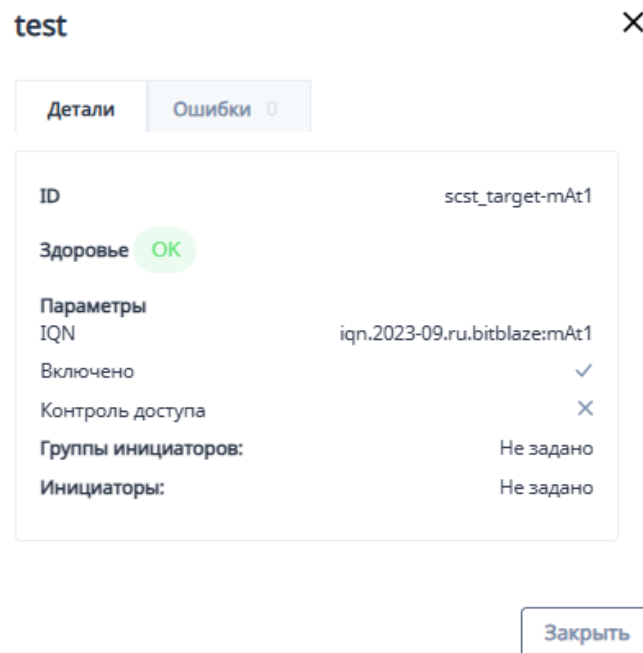 test
Детали Ошибки 0
ID scst_target-mAt1
Здоровье OK
Параметры
IQN iqn.2023-09.ru.bitblaze:mAt1
Включено
Контроль доступа
Группы инициаторов: Не задано
Инициаторы: Не задано
Закрыть